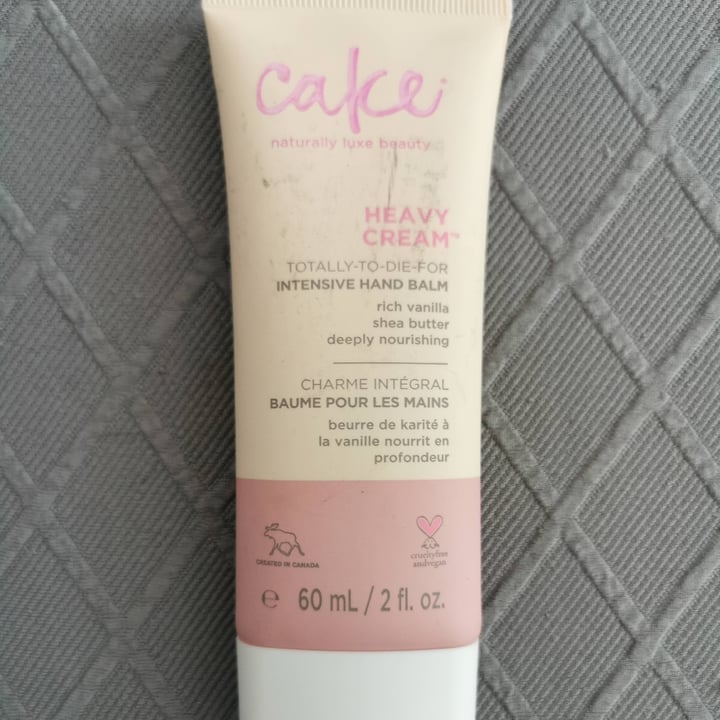 cake
naturally luxe beauty
HEAVY
CREAM™
TOTALLY-TO-DIE-FOR
INTENSIVE HAND BALM
rich vanilla
shea butter
deeply nourishing
CHARME INTÉGRAL
BAUME POUR LES MAINS
beurre de karité à
la vanille nourrit en
profondeur
CREATED IN CANADA
crueltyfree
andvegan
e 60 mL / 2 fl. oz.